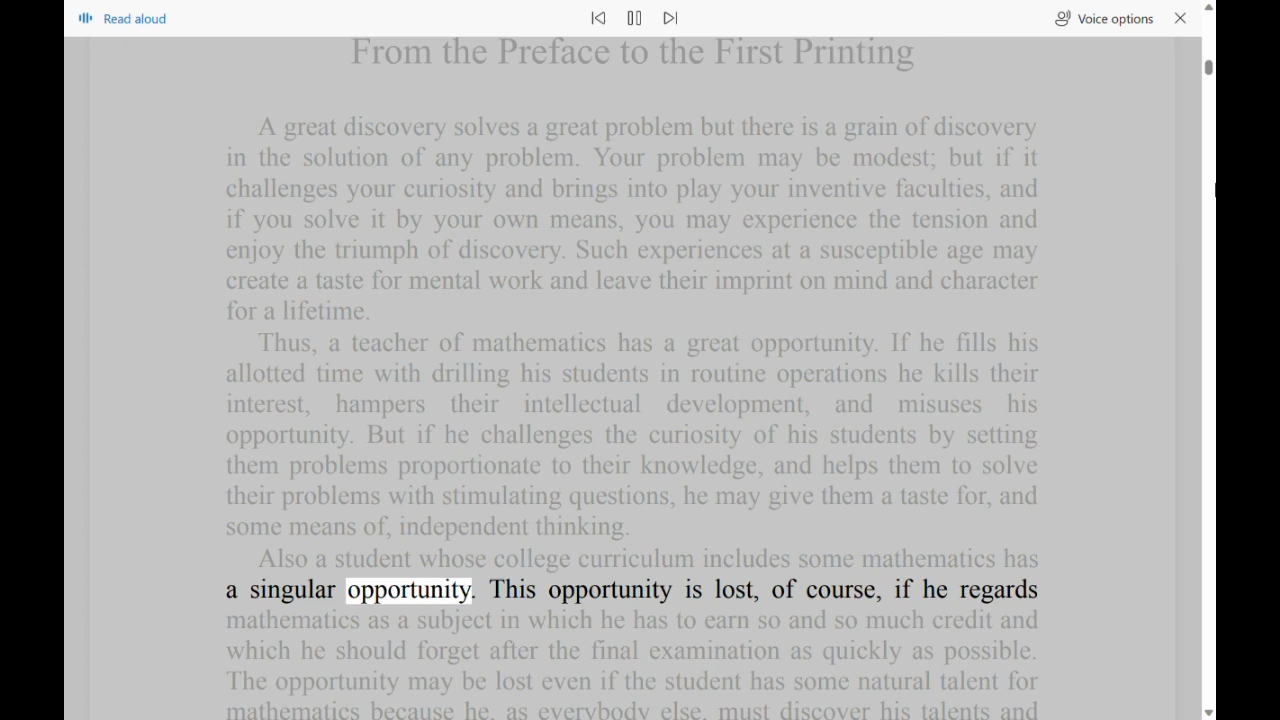 Read aloud
Voice options
From the Preface to the First Printing
A great discovery solves a great problem but there is a grain of discovery
in the solution of any problem. Your problem may be modest; but if it
challenges your curiosity and brings into play your inventive faculties, and
if you solve it by your own means, you may experience the tension and
enjoy the triumph of discovery. Such experiences at a susceptible age may
create a taste for mental work and leave their imprint on mind and character
for a lifetime.
Thus, a teacher of mathematics has a great opportunity. If he fills his
allotted time with drilling his students in routine operations he kills their
interest, hampers their intellectual development, and misuses his
opportunity. But if he challenges the curiosity of his students by setting
them problems proportionate to their knowledge, and helps them to solve
their problems with stimulating questions, he may give them a taste for, and
some means of, independent thinking.
Also a student whose college curriculum includes some mathematics has
a singular opportunity. This opportunity is lost, of course, if he regards
mathematics as a subject in which he has to earn so and so much credit and
which he should forget after the final examination as quickly as possible.
The opportunity may be lost even if the student has some natural talent for
mathematics because he, as everybody else, must discover his talents and